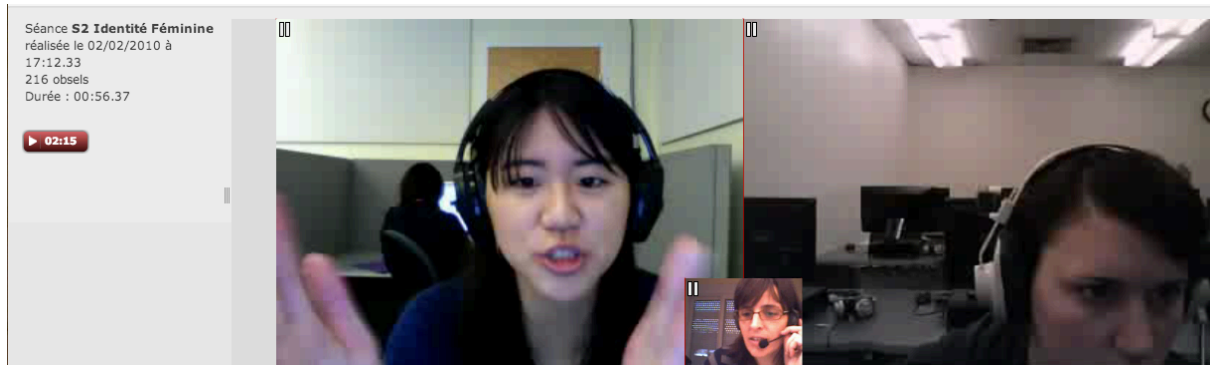 Séance S2 Identité Féminine
réalisée le 02/02/2010 à
17:12.33
216 obsels
Durée : 00:56.37
02:15